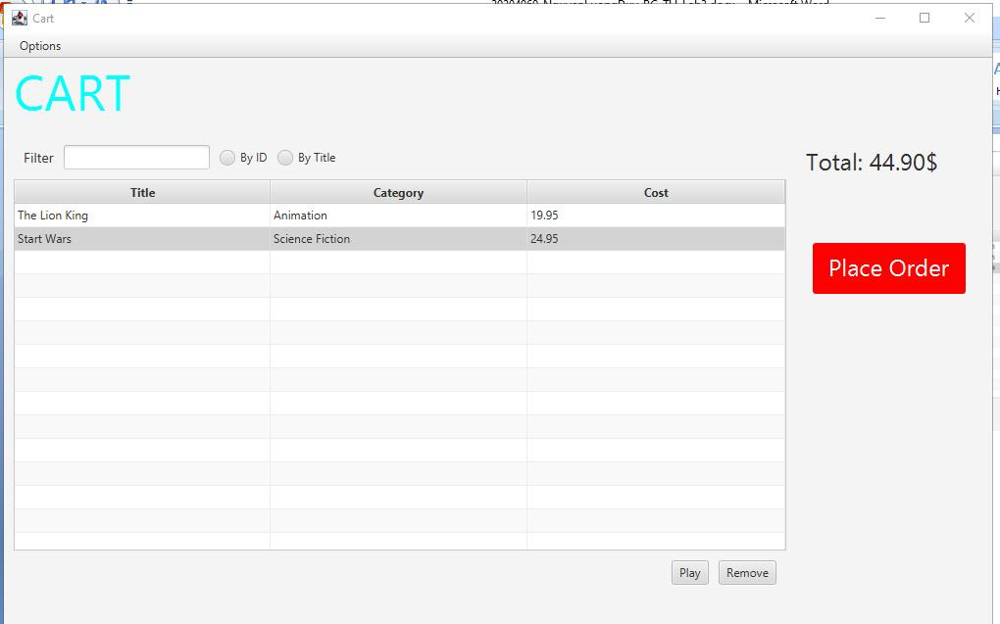 Cart
Options
CART
Filter By ID By Title
Total: 44.90$
Title Category Cost
The Lion King Animation 19.95
Start Wars Science Fiction 24.95
Place Order
Play Remove